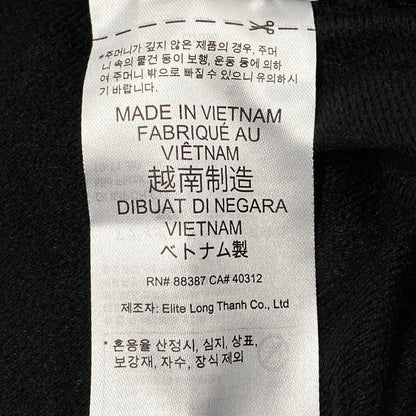 *주머니가 깊지 않은 제품의 경우, 주머
니 속의 물건 등이 보행, 운동 등에 의하
여 주머니 밖으로 빠질 수 있으니 유의하시
기 바랍니다.
MADE IN VIETNAM
FABRIQUÉ AU
VIÊTNAM
越南制造
DIBUAT DI NEGARA
VIETNAM
ベトナム製
RN# 88387 CA# 40312
제조자: Elite Long Thanh Co., Ltd
* 혼용율 산정시, 심지, 상표,
보강재, 자수, 장식 제외